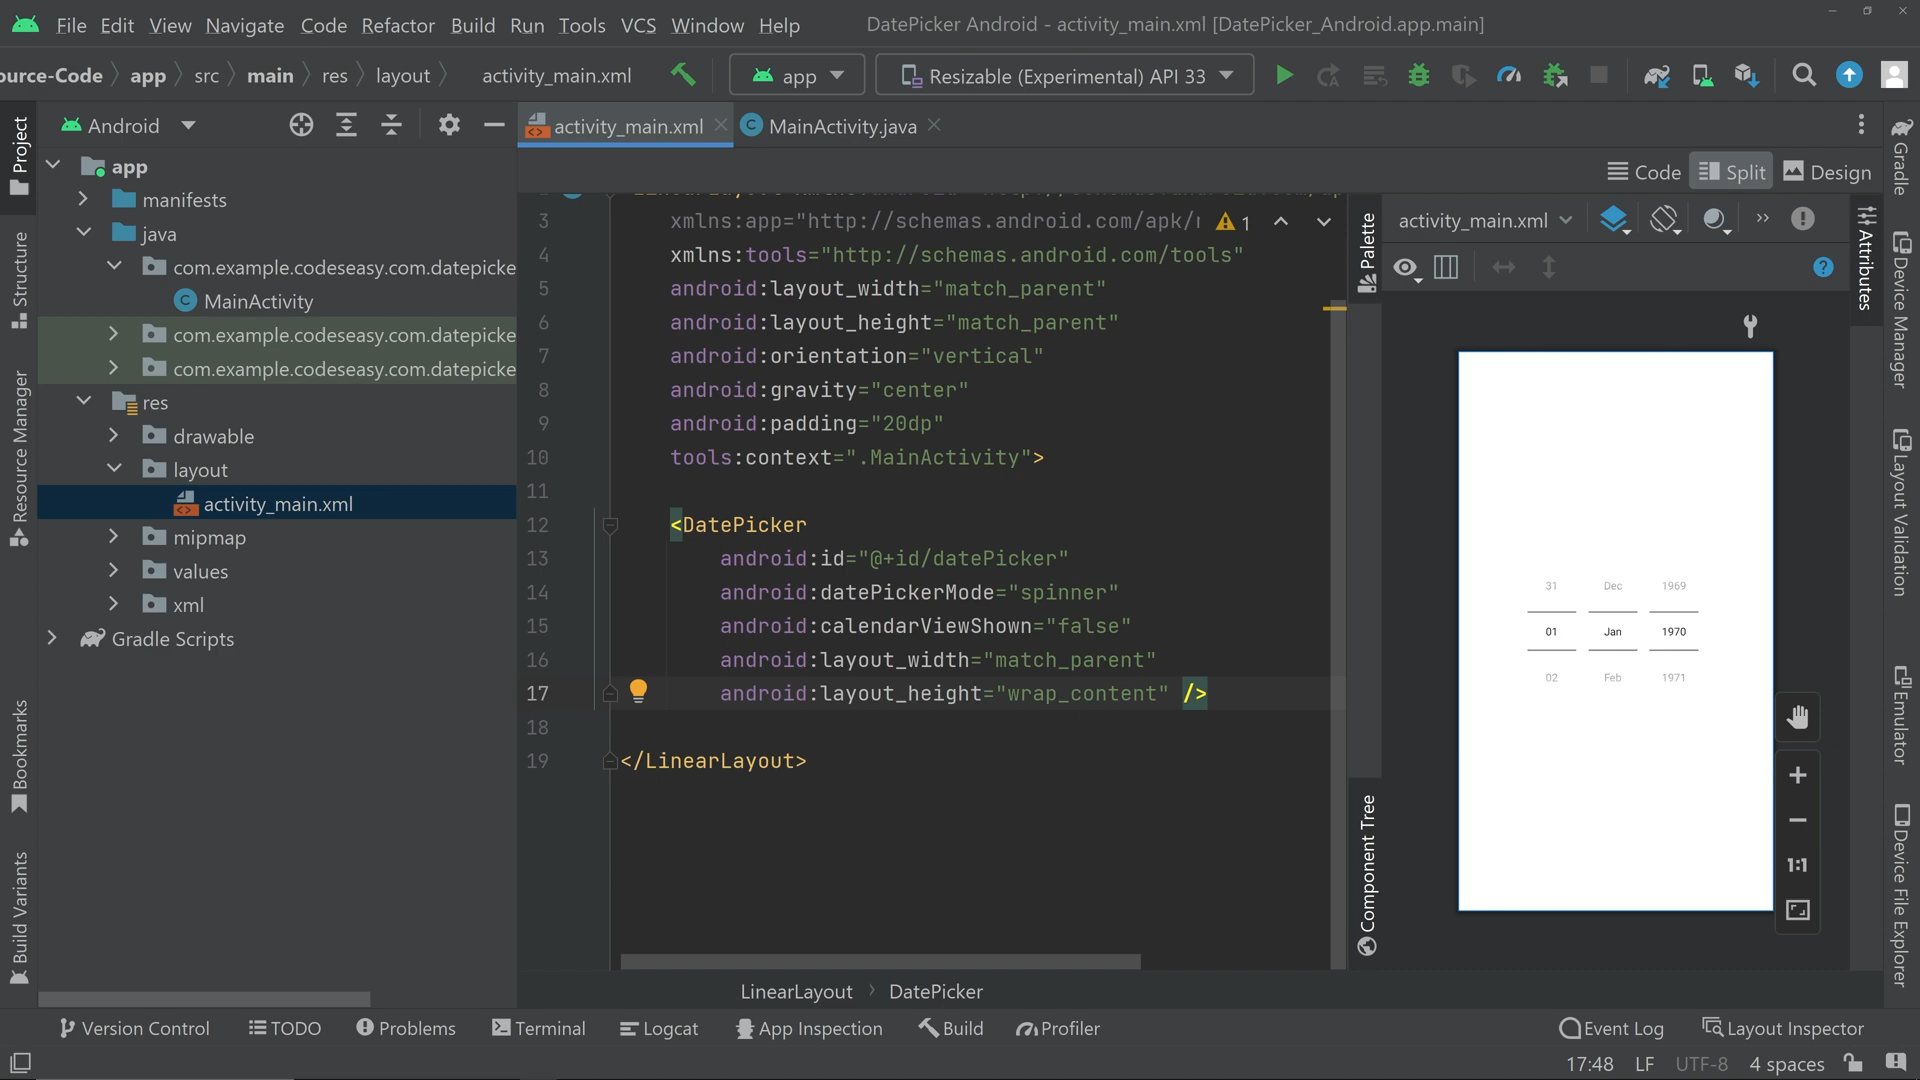 File Edit View Navigate Code Refactor Build Run Tools VCS Window Help
DatePicker Android - activity_main.xml [DatePicker_Android.app.main]
ource-Code app src main res layout activity_main.xml
app
Resizable (Experimental) API 33
Project
Structure
Resource Manager
Bookmarks
Build Variants
Android
app
manifests
java
com.example.codeseasy.com.datepicke
MainActivity
com.example.codeseasy.com.datepicke
com.example.codeseasy.com.datepicke
res
drawable
layout
activity_main.xml
mipmap
values
xml
Gradle Scripts
activity_main.xml
MainActivity.java
Code Split Design
3 xmlns:app="http://schemas.android.com/apk/r 1
4 xmlns:tools="http://schemas.android.com/tools"
5 android:layout_width="match_parent"
6 android:layout_height="match_parent"
7 android:orientation="vertical"
8 android:gravity="center"
9 android:padding="20dp"
10 tools:context=".MainActivity">
11
12 <DatePicker
13 android:id="@+id/datePicker"
14 android:datePickerMode="spinner"
15 android:calendarViewShown="false"
16 android:layout_width="match_parent"
17 android:layout_height="wrap_content" />
18
19 </LinearLayout>
LinearLayout DatePicker
Palette
Component Tree
activity_main.xml
31 Dec 1969
01 Jan 1970
02 Feb 1971
1:1
Attributes
Gradle
Device Manager
Layout Validation
Emulator
Device File Explorer
Version Control TODO Problems Terminal Logcat App Inspection Build Profiler Event Log Layout Inspector
17:48 LF UTF-8 4 spaces